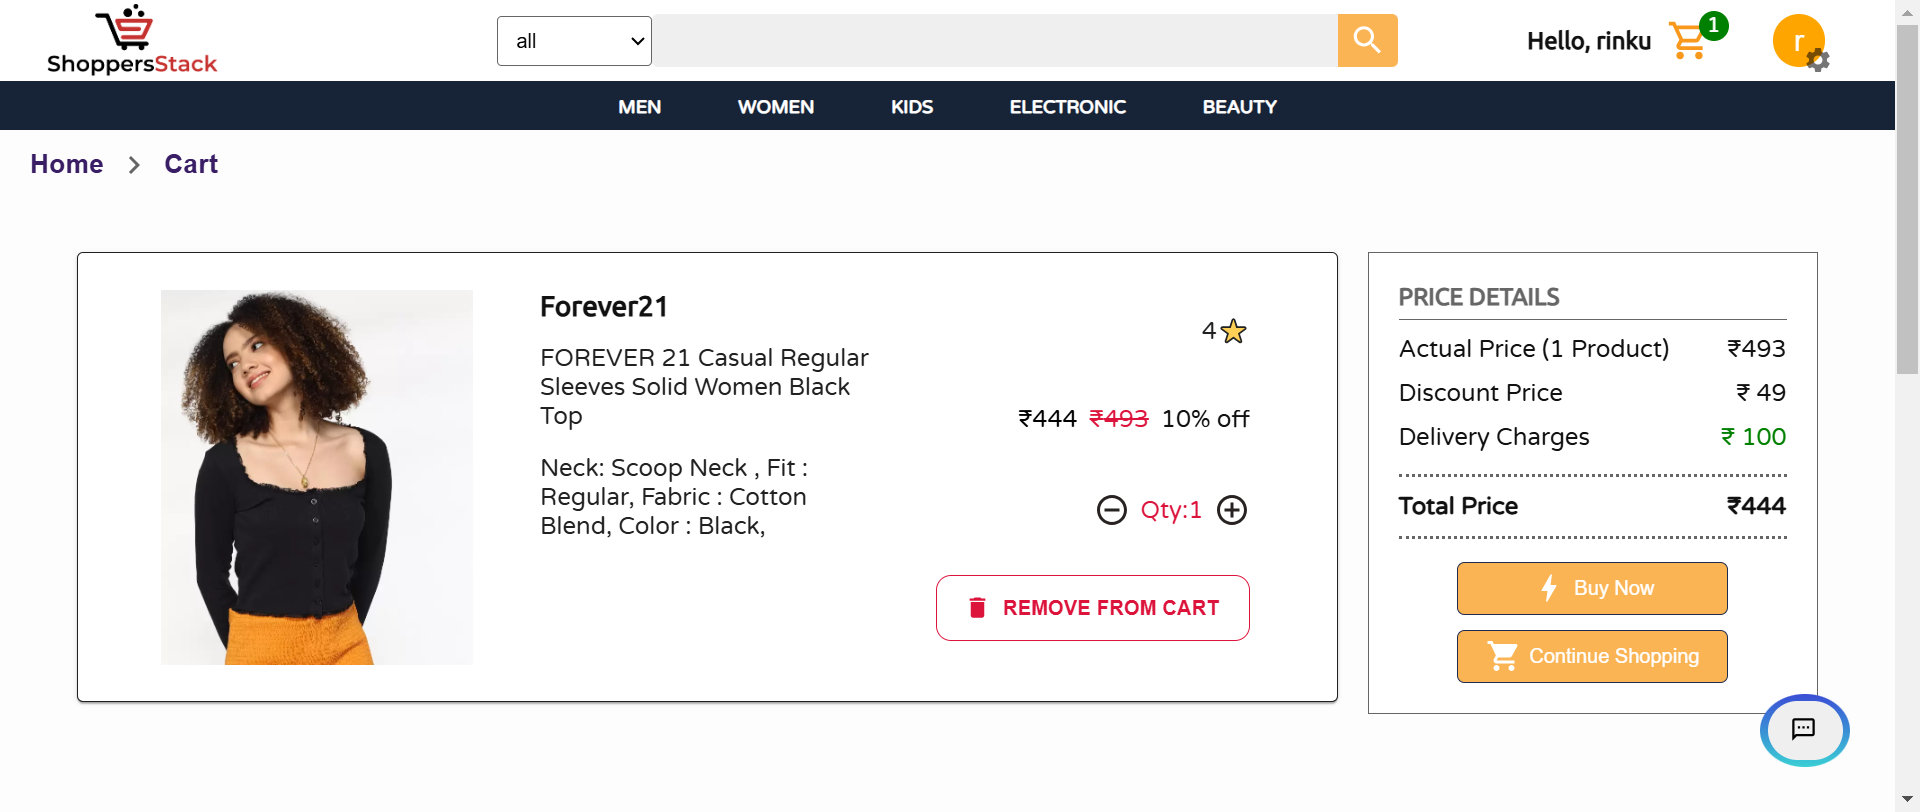 ShoppersStack
all
Hello, rinku
1
r
MEN WOMEN KIDS ELECTRONIC BEAUTY
Home > Cart
Forever21
FOREVER 21 Casual Regular
Sleeves Solid Women Black
Top
Neck: Scoop Neck , Fit :
Regular, Fabric : Cotton
Blend, Color : Black,
4
₹444 ₹493 10% off
Qty:1
REMOVE FROM CART
PRICE DETAILS
Actual Price (1 Product) ₹493
Discount Price ₹ 49
Delivery Charges ₹ 100
Total Price ₹444
Buy Now
Continue Shopping